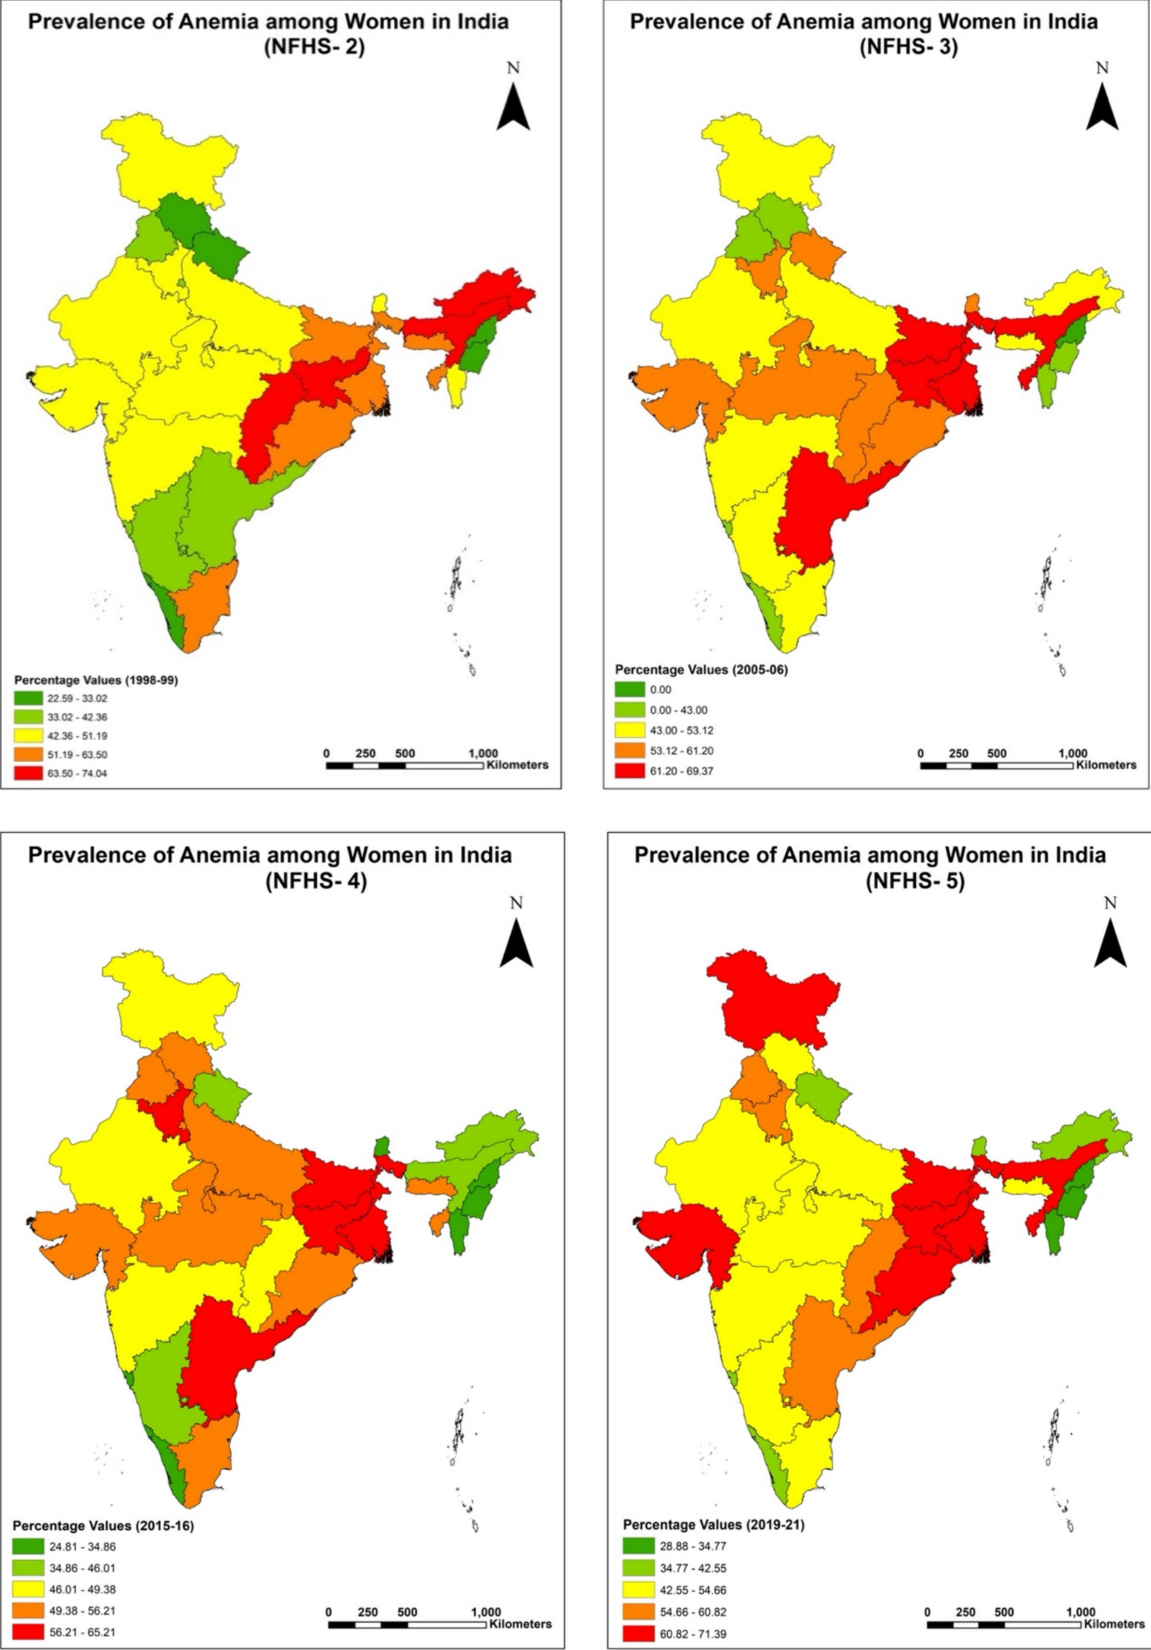 Prevalence of Anemia among Women in India
(NFHS- 2)
N
Percentage Values (1998-99)
22.59 - 33.02
33.02 - 42.36
42.36 - 51.19
51.19 - 63.50
63.50 - 74.04
0 250 500 1,000
Kilometers
Prevalence of Anemia among Women in India
(NFHS- 3)
N
Percentage Values (2005-06)
0.00
0.00 - 43.00
43.00 - 53.12
53.12 - 61.20
61.20 - 69.37
0 250 500 1,000
Kilometers
Prevalence of Anemia among Women in India
(NFHS- 4)
N
Percentage Values (2015-16)
24.81 - 34.86
34.86 - 46.01
46.01 - 49.38
49.38 - 56.21
56.21 - 65.21
0 250 500 1,000
Kilometers
Prevalence of Anemia among Women in India
(NFHS- 5)
N
Percentage Values (2019-21)
28.88 - 34.77
34.77 - 42.55
42.55 - 54.66
54.66 - 60.82
60.82 - 71.39
0 250 500 1,000
Kilometers